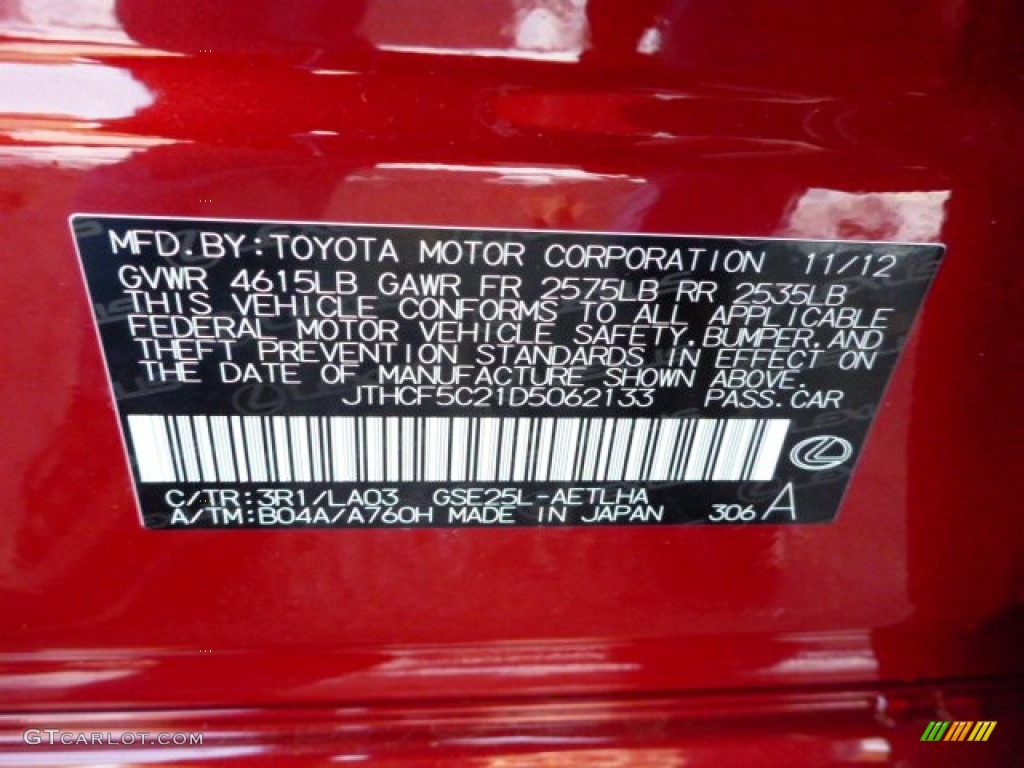 MFD.BY:TOYOTA MOTOR CORPORATION 11/12
GVWR 4615LB GAWR FR 2575LB RR 2535LB
THIS VEHICLE CONFORMS TO ALL APPLICABLE
FEDERAL MOTOR VEHICLE SAFETY.BUMPER.AND
THEFT PREVENTION STANDARDS IN EFFECT ON
THE DATE OF MANUFACTURE SHOWN ABOVE.
JTHCF5C21D5062133 PASS.CAR
C/TR:3R1/LA03 GSE25L-AETLHA
A/TM:B04A/A760H MADE IN JAPAN 306 A
GTCARLOT.COM